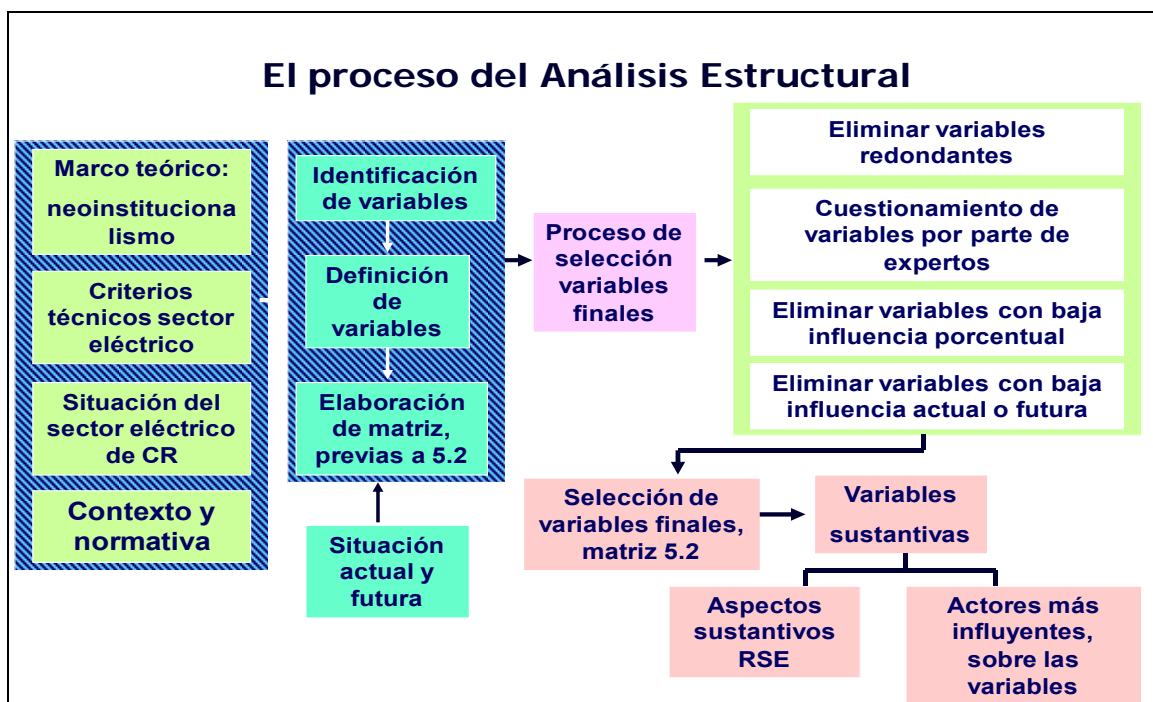 El proceso del Análisis Estructural
Marco teórico:
neoinstituciona
lismo
Criterios
técnicos sector
eléctrico
Situación del
sector eléctrico
de CR
Contexto y
normativa
Identificación
de variables
Definición
de
variables
Elaboración
de matriz,
previas a 5.2
Situación
actual y
futura
Proceso de
selección
variables
finales
Eliminar variables
redondantes
Cuestionamiento de
variables por parte de
expertos
Eliminar variables con baja
influencia porcentual
Eliminar variables con baja
influencia actual o futura
Selección de
variables finales,
matriz 5.2
Variables
sustantivas
Aspectos
sustantivos
RSE
Actores más
influyentes,
sobre las
variables